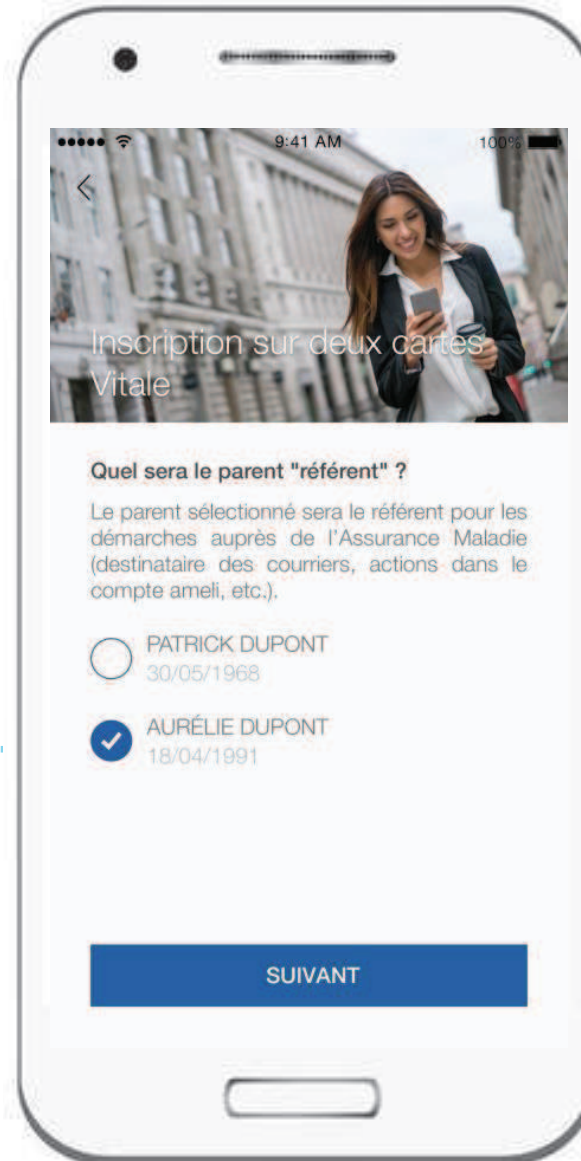 9:41 AM 100%
Inscription sur deux cartes
Vitale
Quel sera le parent "référent" ?
Le parent sélectionné sera le référent pour les
démarches auprès de l'Assurance Maladie
(destinataire des courriers, actions dans le
compte ameli, etc.).
PATRICK DUPONT
30/05/1968
AURÉLIE DUPONT
18/04/1991
SUIVANT